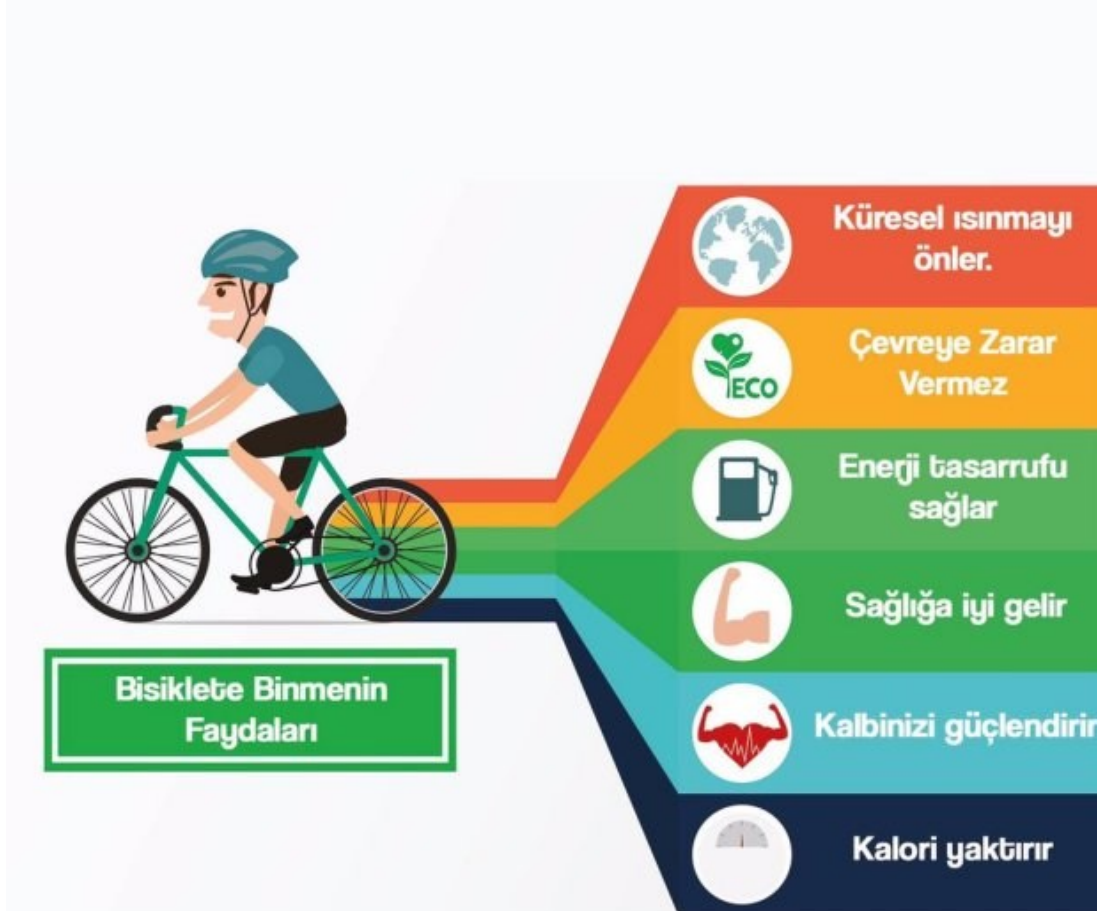 Küresel ısınmayı
önler.
Çevreye Zarar
Vermez
ECO
Enerji tasarrufu
sağlar
Sağlığa iyi gelir
Kalbinizi güçlendirir
Kalori yaktırır
Bisiklete Binmenin
Faydaları